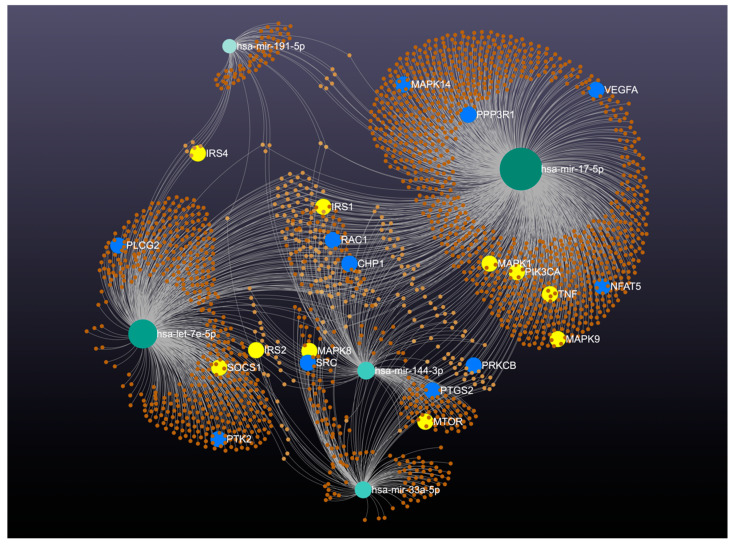 hsa-mir-191-5p
MAPK14
VEGFA
PPP3R1
IRS4
hsa-mir-17-5p
IRS1
RAC1
PLCG2
CHP1
MAPK1
PIK3CA
NFAT5
TNF
hsa-let-7e-5p
MAPK9
IRS2
MAPK8
SRC
PRKCB
SOCS1
hsa-mir-144-3p
PTGS2
MTOR
PTK2
hsa-mir-33a-5p